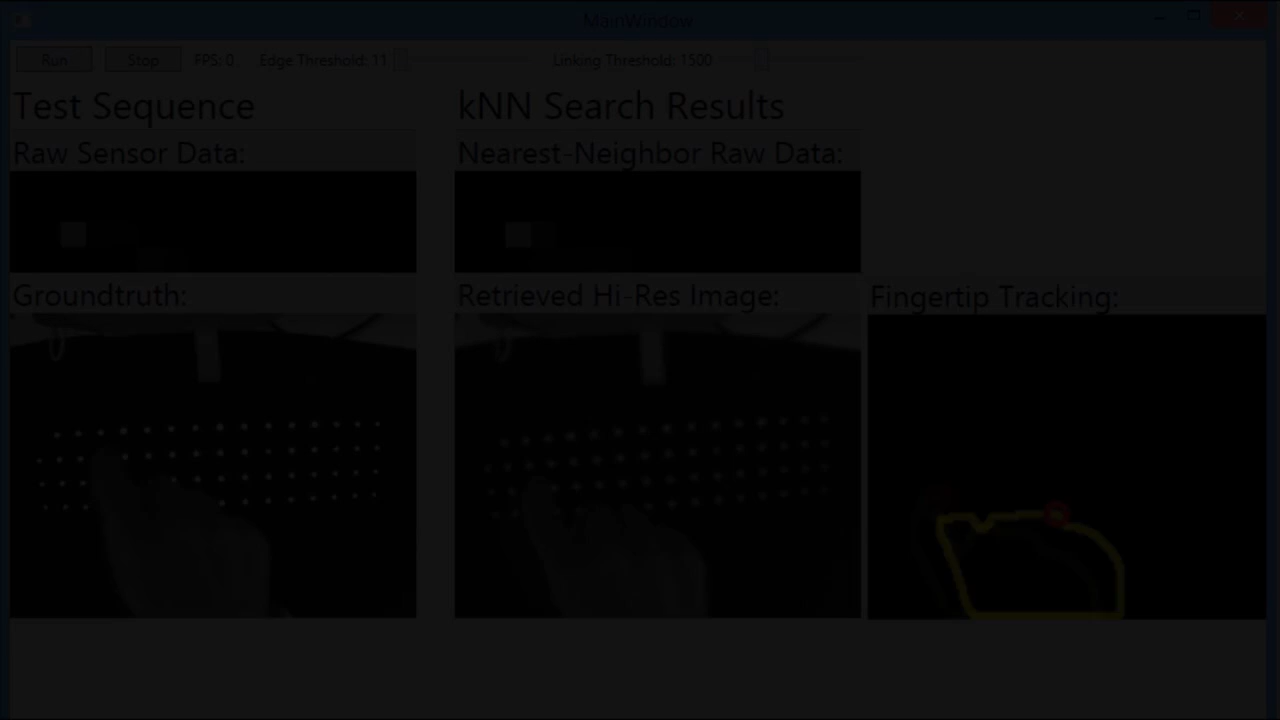 MainWindow
Run Stop FPS: 0 Edge Threshold: 11 Linking Threshold: 1500
Test Sequence kNN Search Results
Raw Sensor Data: Nearest-Neighbor Raw Data:
Groundtruth: Retrieved Hi-Res Image: Fingertip Tracking: